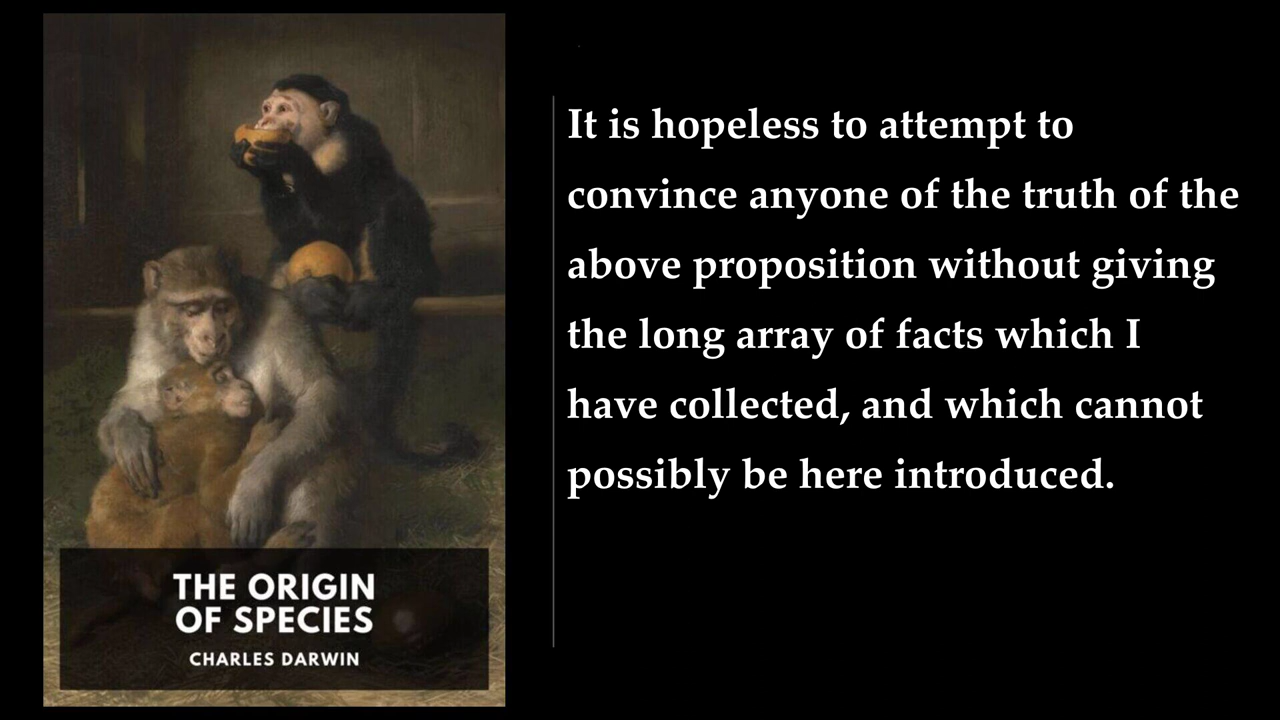 It is hopeless to attempt to
convince anyone of the truth of the
above proposition without giving
the long array of facts which I
have collected, and which cannot
possibly be here introduced.
THE ORIGIN
OF SPECIES
CHARLES DARWIN